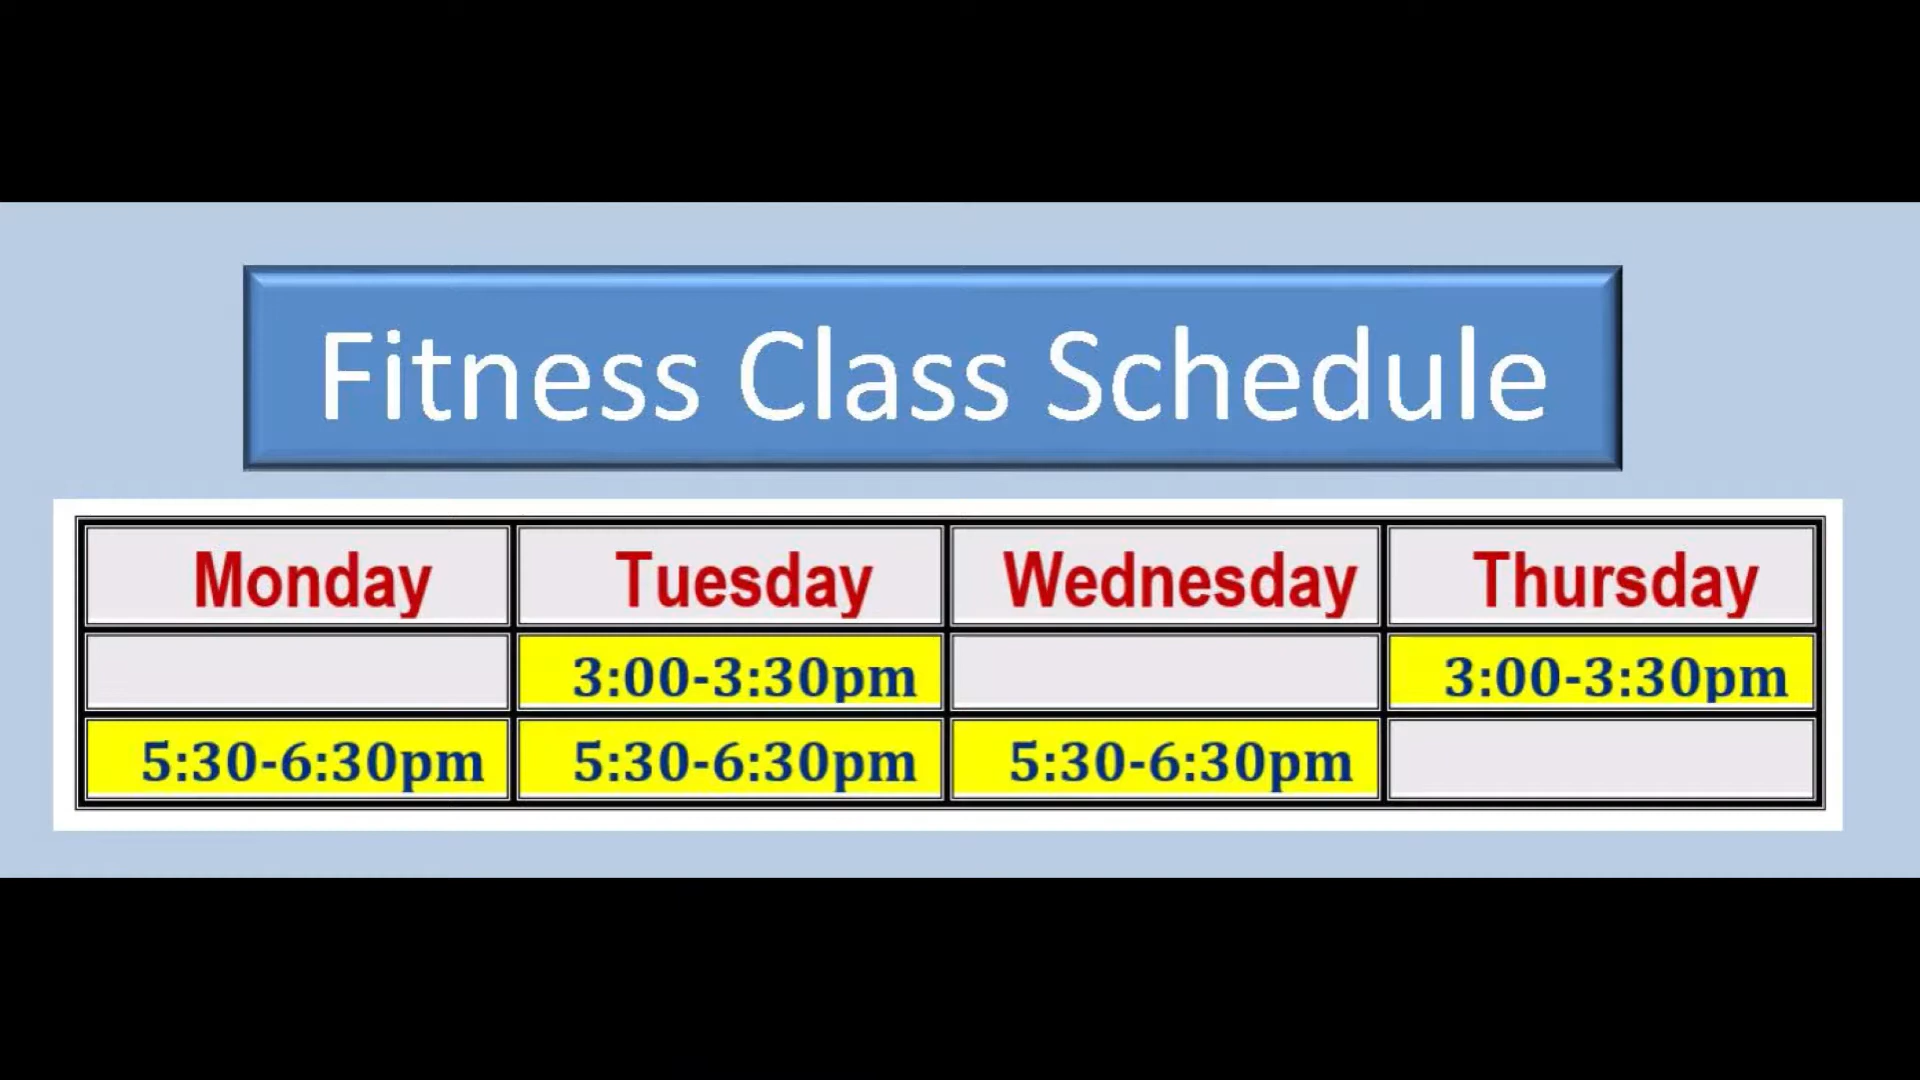 Fitness Class Schedule
Monday Tuesday Wednesday Thursday
3:00-3:30pm 3:00-3:30pm
5:30-6:30pm 5:30-6:30pm 5:30-6:30pm